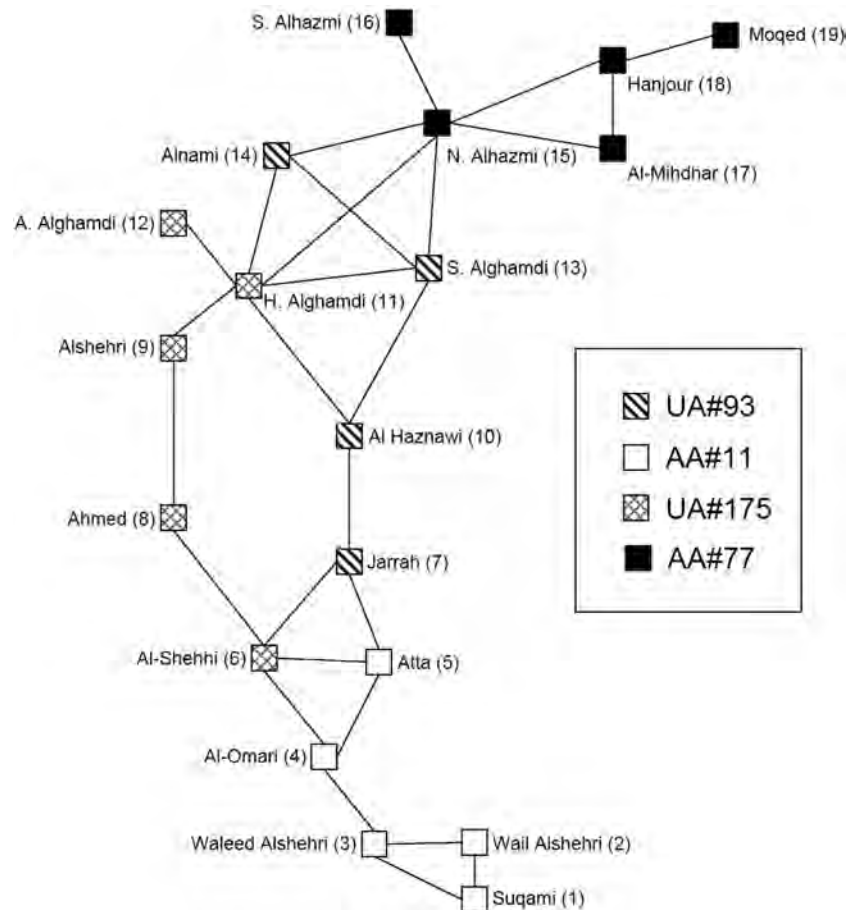 S. Alhazmi (16)
Moqed (19)
Hanjour (18)
Alnami (14)
N. Alhazmi (15)
Al-Mihdhar (17)
A. Alghamdi (12)
S. Alghamdi (13)
H. Alghamdi (11)
Alshehri (9)
UA#93
Al Haznawi (10)
AA#11
UA#175
Ahmed (8)
AA#77
Jarrah (7)
Al-Shehhi (6)
Atta (5)
Al-Omari (4)
Waleed Alshehri (3)
Wail Alshehri (2)
Suqami (1)